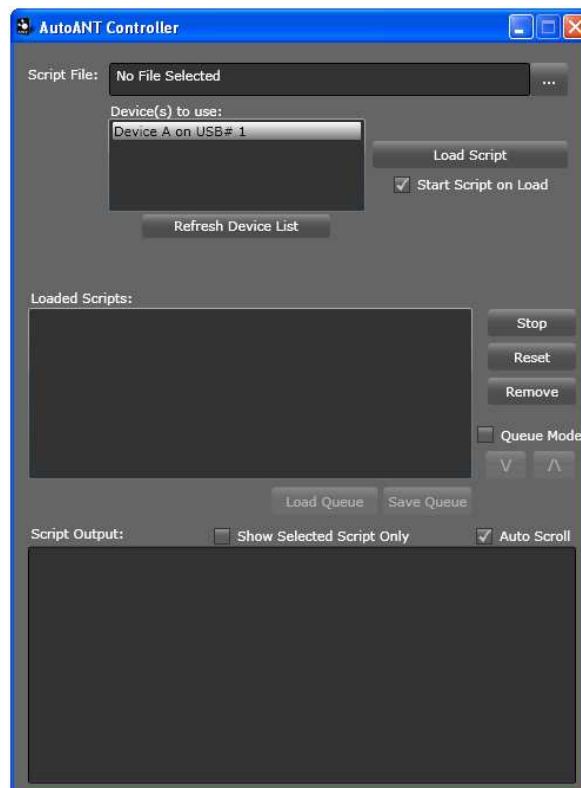 AutoANT Controller
Script File: No File Selected ...
Device(s) to use:
Device A on USB# 1
Load Script
Start Script on Load
Refresh Device List
Loaded Scripts:
Stop
Reset
Remove
Queue Mode
V /\
Load Queue Save Queue
Script Output: Show Selected Script Only Auto Scroll